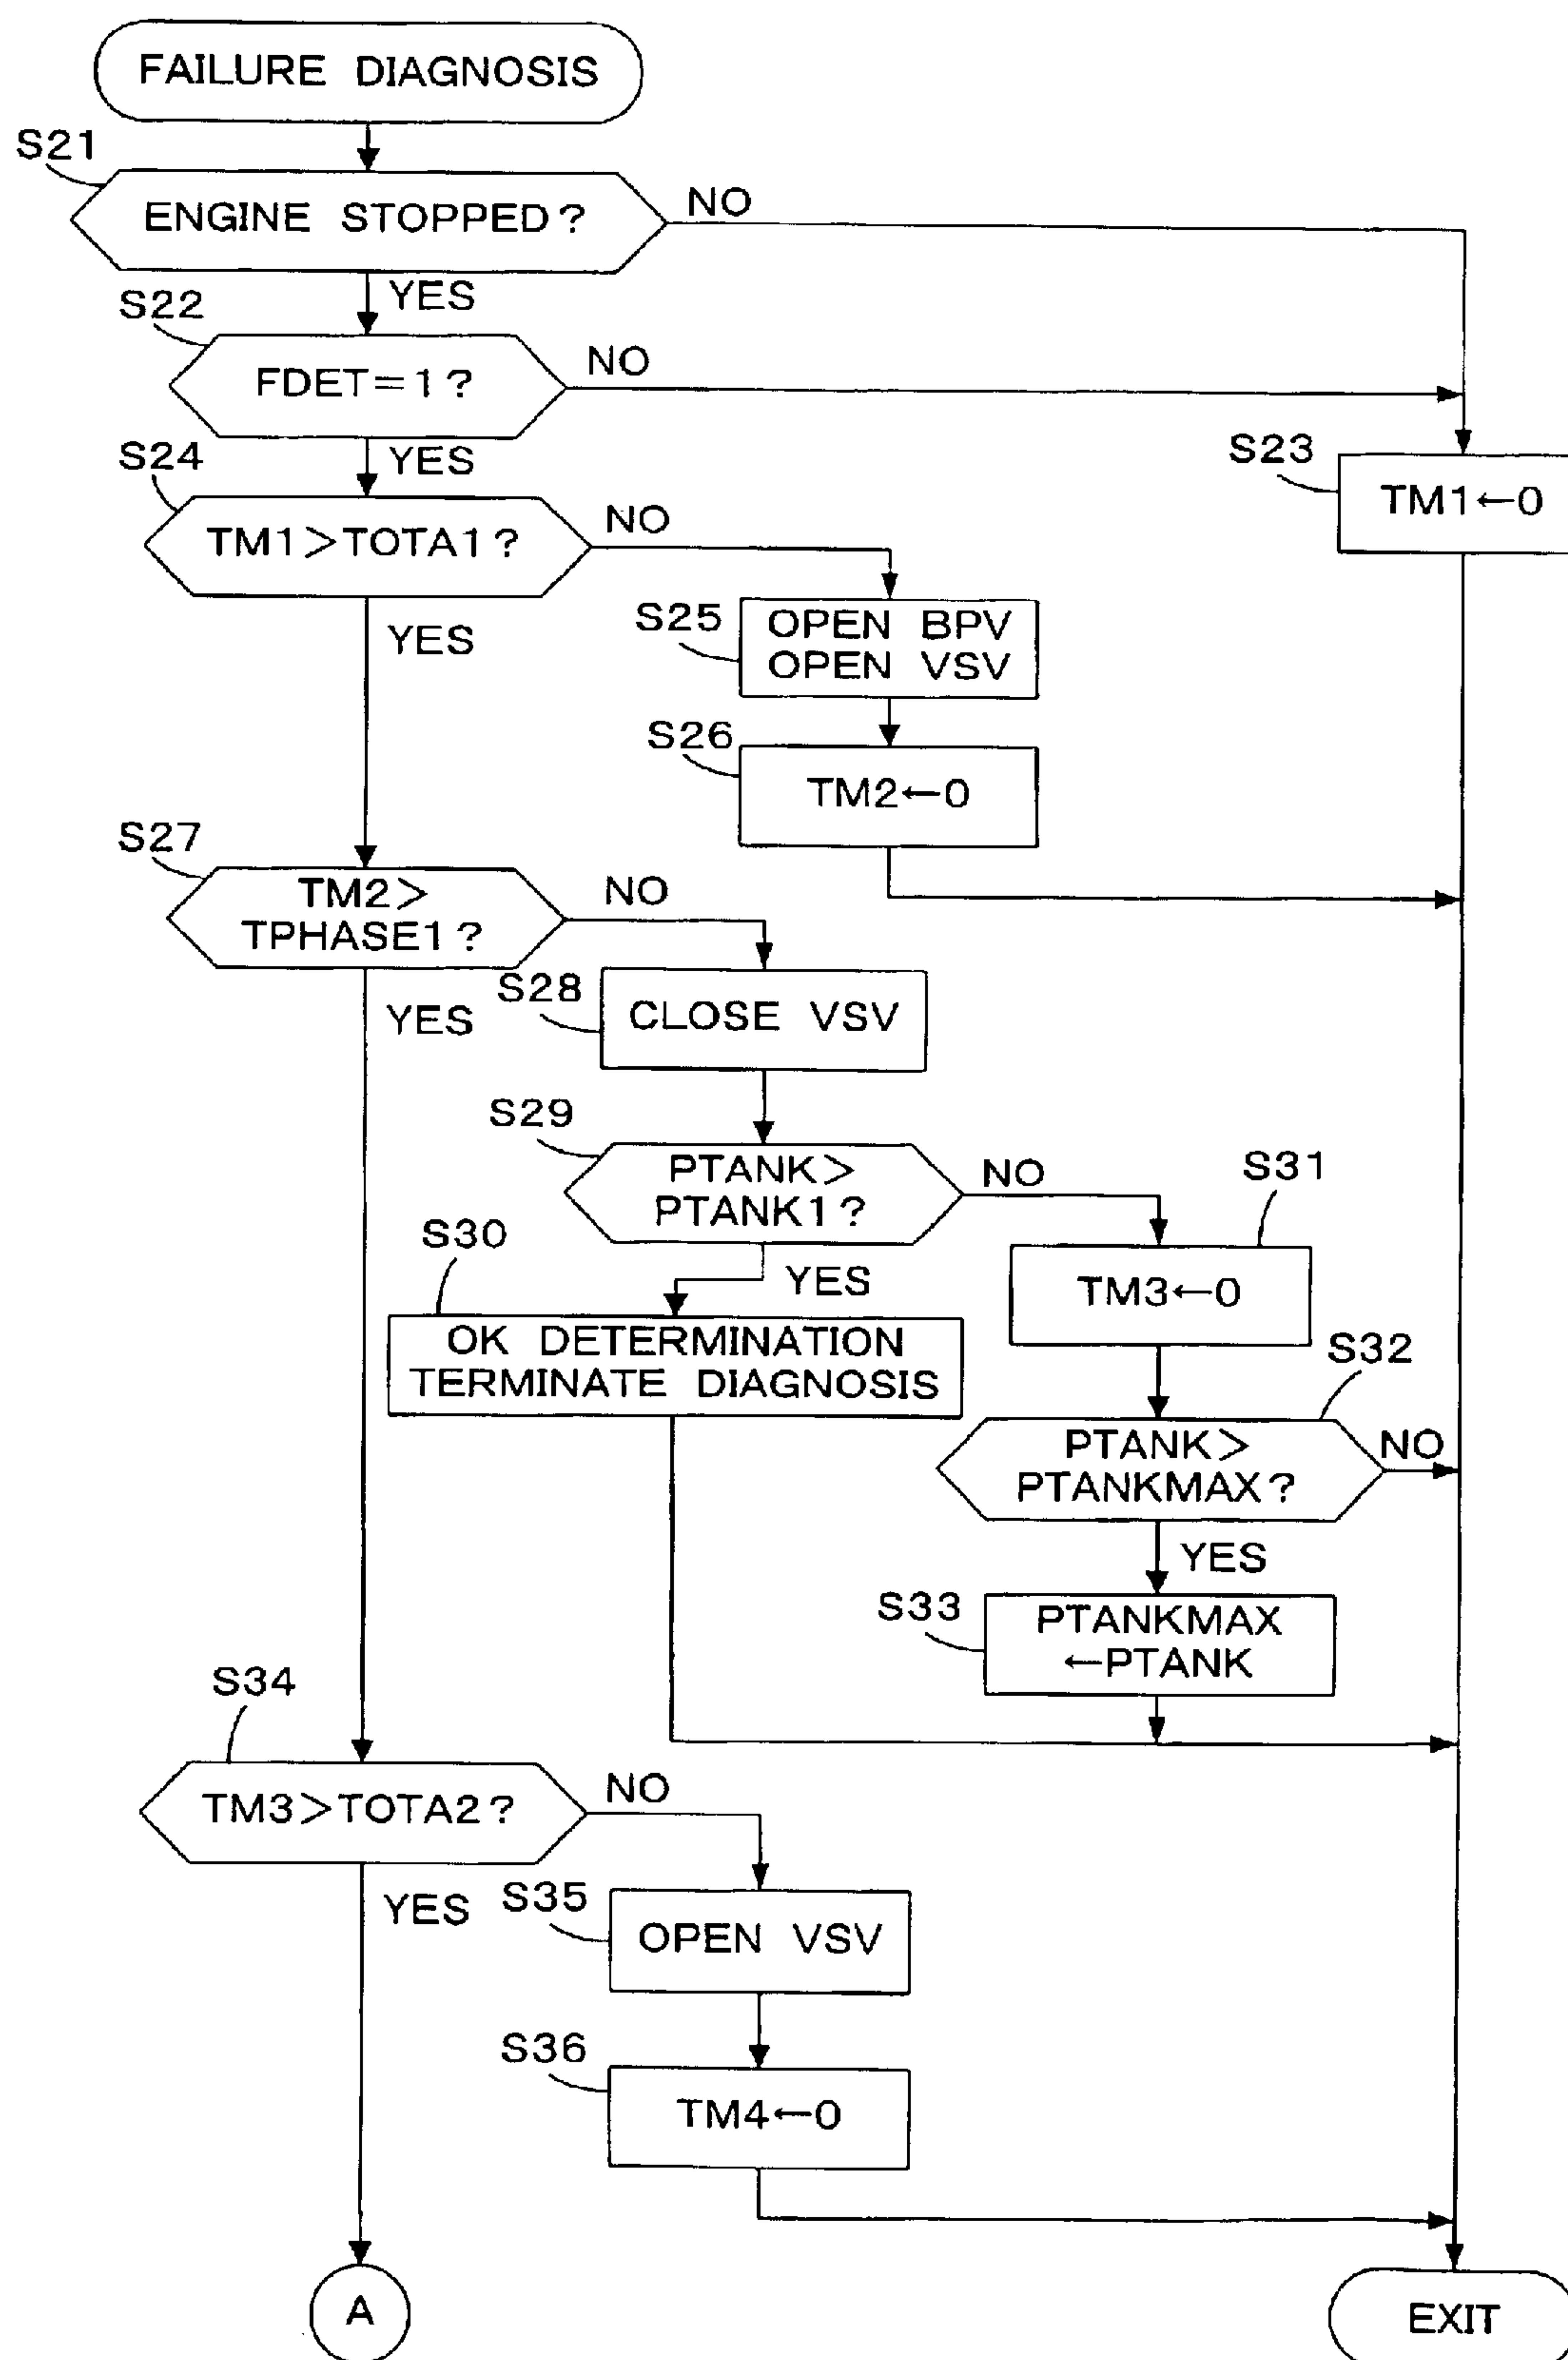 FAILURE DIAGNOSIS
S21
ENGINE STOPPED?
NO
YES
S22
FDET=1?
NO
YES
S23
TM1←0
S24
TM1>TOTA1?
NO
YES
S25
OPEN BPV
OPEN VSV
S26
TM2←0
S27
TM2>
TPHASE1?
NO
YES
S28
CLOSE VSV
S29
PTANK>
PTANK1?
NO
YES
S30
OK DETERMINATION
TERMINATE DIAGNOSIS
S31
TM3←0
S32
PTANK>
PTANKMAX?
NO
YES
S33
PTANKMAX
←PTANK
S34
TM3>TOTA2?
NO
YES
S35
OPEN VSV
S36
TM4←0
A
EXIT